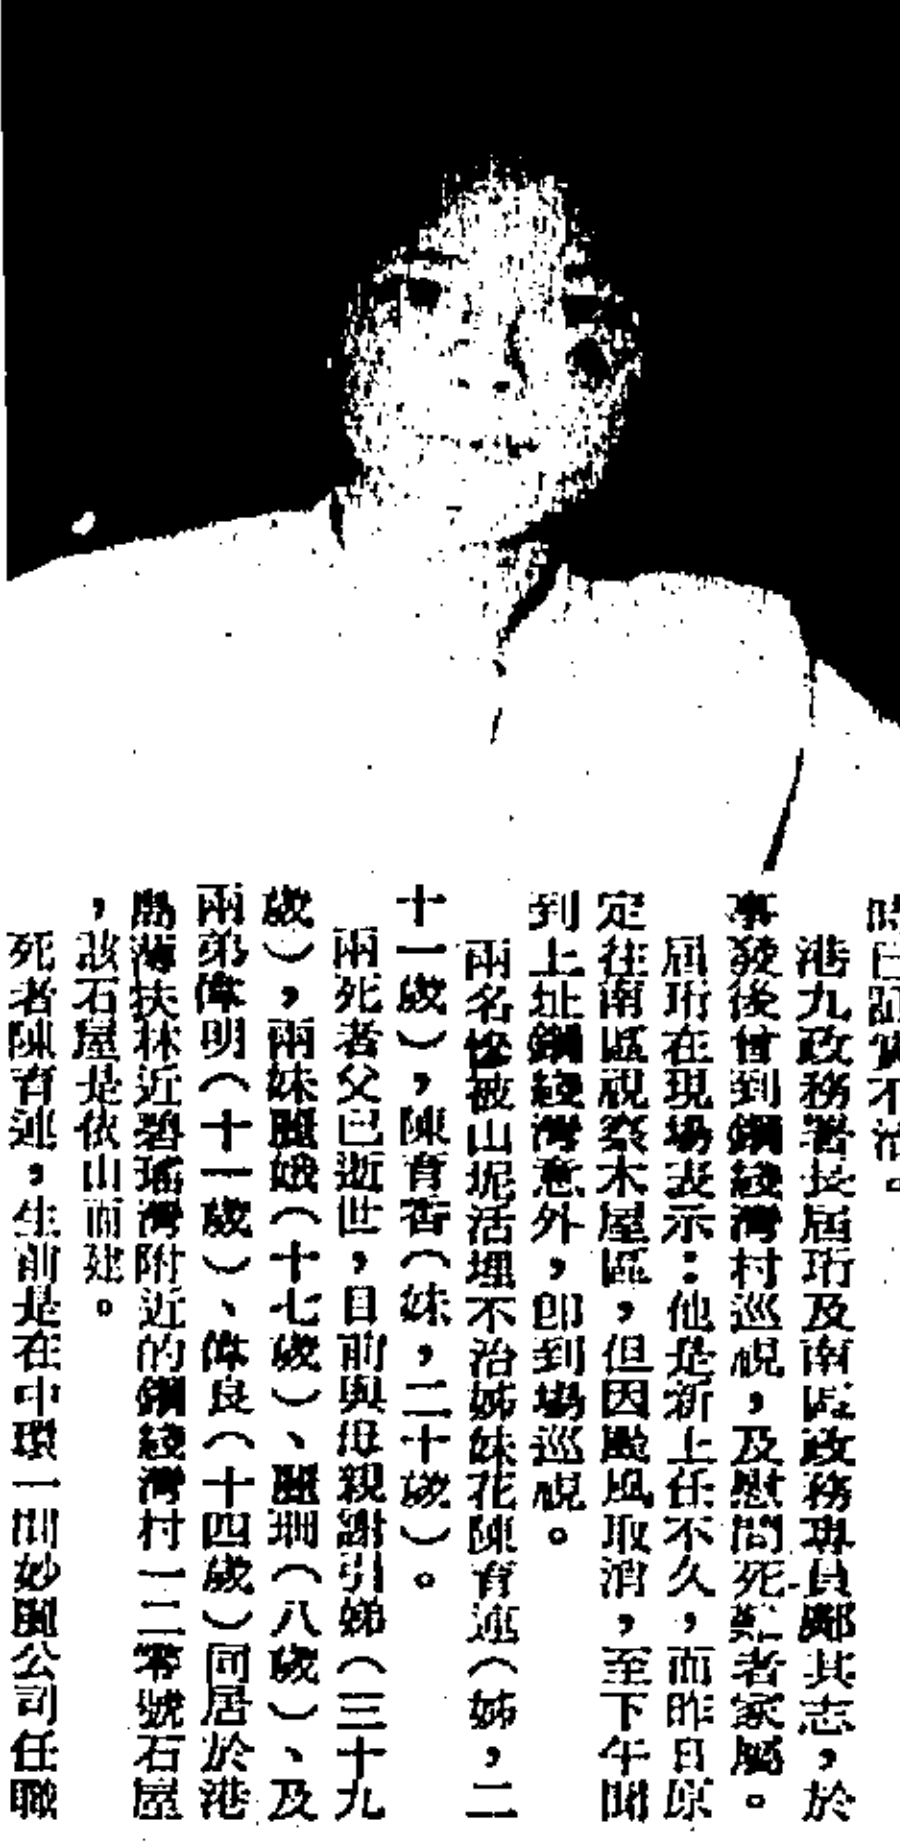 時已証實不治。
港九政務署長屈珩及南區政務專員鄭其志，於
事發後曾到鋼綫灣村巡視，及慰問死難者家屬。
屈珩在現場表示：他是新上任不久，而昨日原
定往南區視察木屋區，但因颱風取消，至下午聞
到上址鋼綫灣意外，卽到場巡視。
兩名慘被山坭活埋不治姊妹花陳育蓮（姊，二
十一歲），陳育香（妹，二十歲）。
兩死者父已逝世，目前與母親謝引娣（三十九
歲），兩妹麗娥（十七歲）、麗珊（八歲）、及
兩弟偉明（十一歲）、偉良（十四歲）同居於港
島薄扶林近碧瑤灣附近的鋼綫灣村一二零號石屋
，該石屋是依山而建。
死者陳育蓮，生前是在中環一間妙麗公司任職